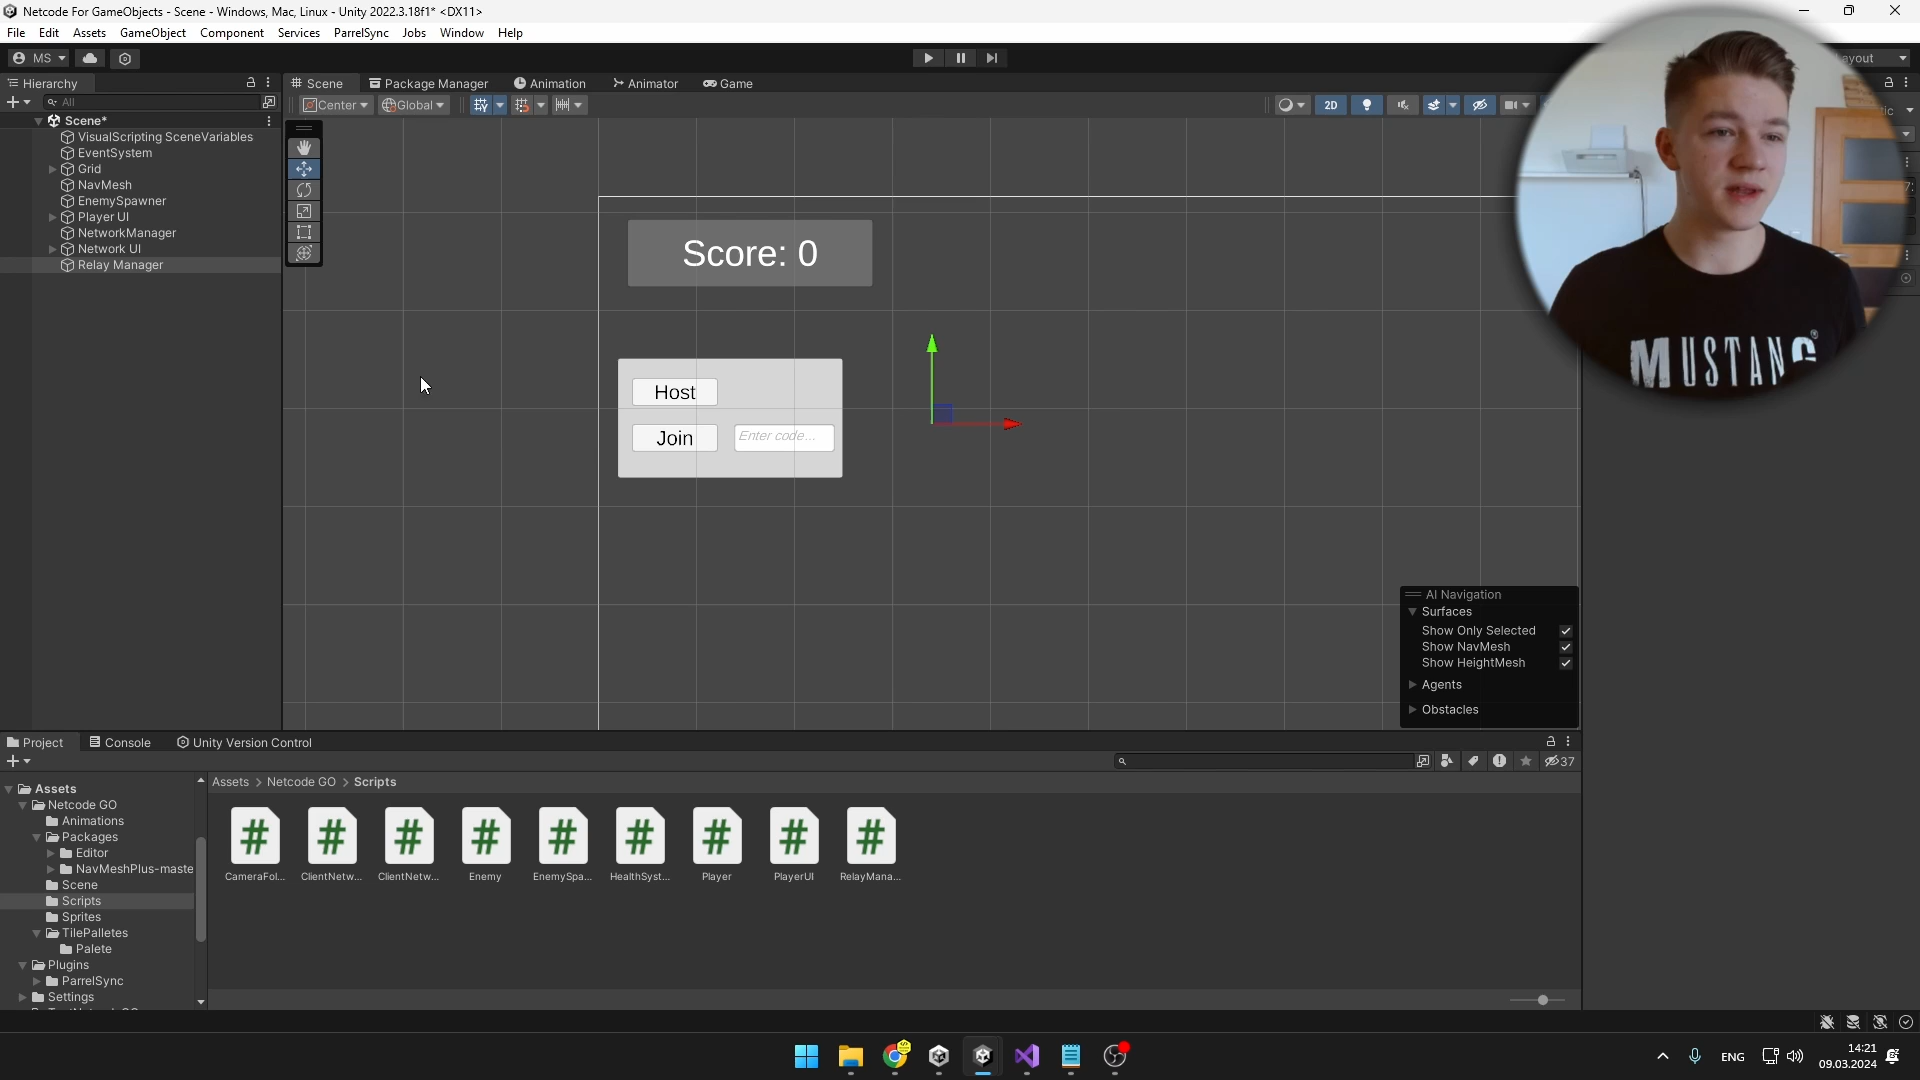 Netcode For GameObjects - Scene - Windows, Mac, Linux - Unity 2022.3.18f1* <DX11>
File Edit Assets GameObject Component Services ParrelSync Jobs Window Help
MS
Hierarchy
All
Scene*
VisualScripting SceneVariables
EventSystem
Grid
NavMesh
EnemySpawner
Player UI
NetworkManager
Network UI
Relay Manager
Scene Package Manager Animation Animator Game
Center Global 2D
Score: 0
Host
Join Enter code...
MUSTANG
AI Navigation
Surfaces
Show Only Selected
Show NavMesh
Show HeightMesh
Agents
Obstacles
Project Console Unity Version Control
37
Assets
Netcode GO
Animations
Packages
Editor
NavMeshPlus-maste
Scene
Scripts
Sprites
TilePalletes
Palete
Plugins
ParrelSync
Settings
Assets > Netcode GO > Scripts
CameraFol... ClientNetw... ClientNetw... Enemy EnemySpa... HealthSyst... Player PlayerUI RelayMana...
ENG
14:21
09.03.2024